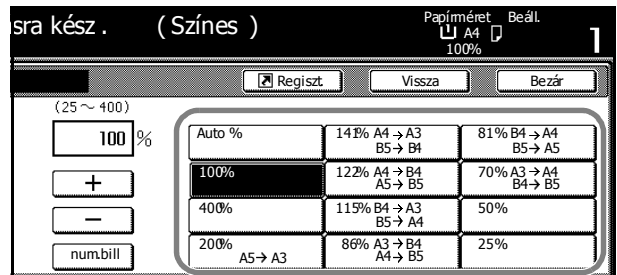 sra kész . ( Színes )
Papírméret Beáll.
A4
100%
1
Regiszt Vissza Bezár
(25 ~ 400)
100 %
+
−
num.bill
Auto % 141% A4 → A3 81% B4 → A4
B5 → B4 B5 → A5
100% 122% A4 → B4 70% A3 → A4
A5 → B5 B4 → B5
400% 115% B4 → A3 50%
B5 → A4
200% 86% A3 → B4 25%
A5 → A3 A4 → B5